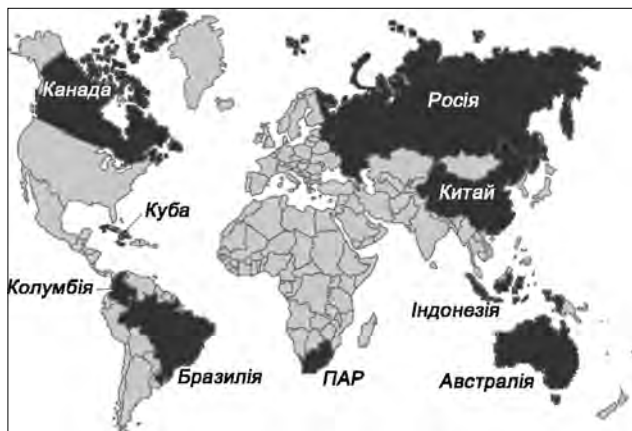 Канада
Росія
Китай
Куба
Колумбія
Індонезія
Бразилія
ПАР
Австралія